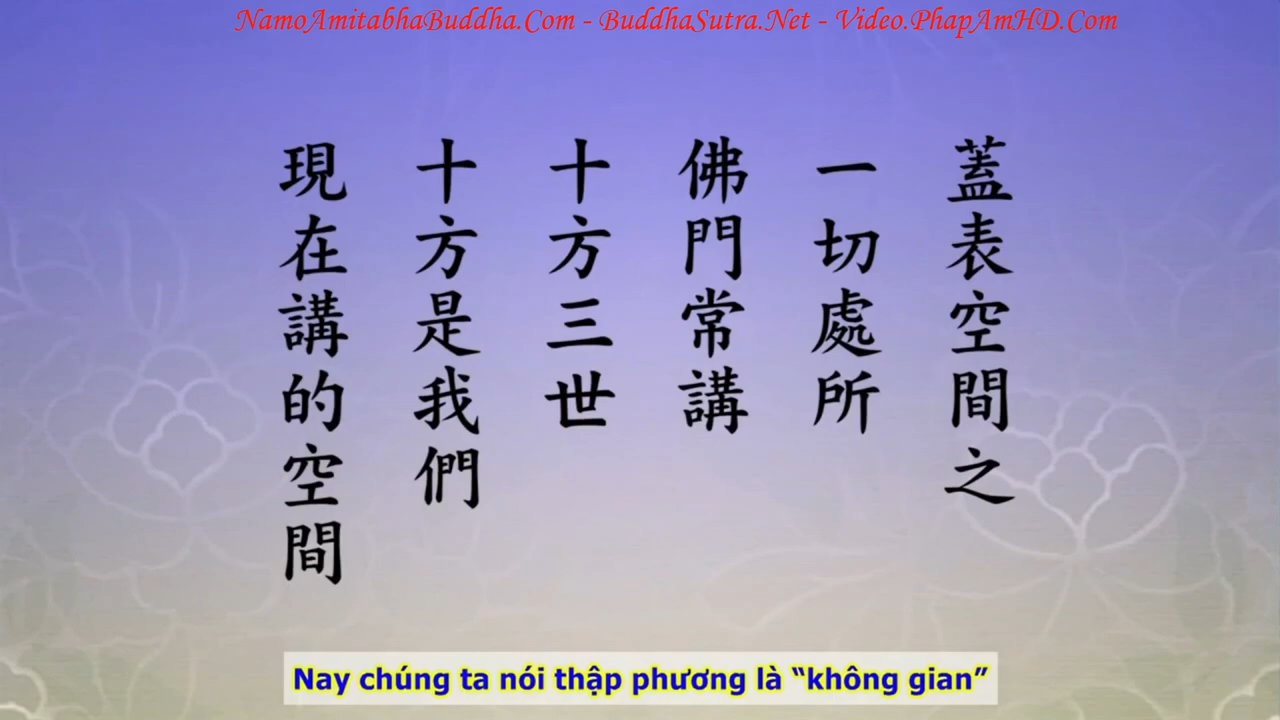 NamoAmitabhaBuddha.Com - BuddhaSutra.Net - Video.PhapAmHD.Com
蓋表空間之
一切處所
佛門常講
十方三世
十方是我們
現在講的空間
Nay chúng ta nói thập phương là “không gian”